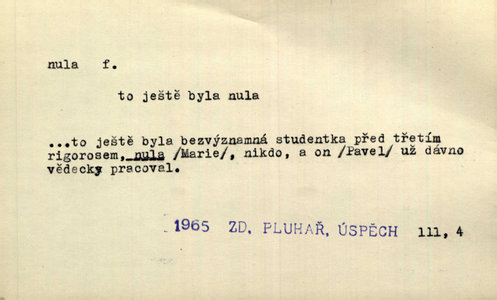 nula f.
to ještě byla nula
...to ještě byla bezvýznamná studentka před třetím
rigorosem, nula /Marie/, nikdo, a on /Pavel/ už dávno
vědecky pracoval.
1965 ZD. PLUHAŘ, ÚSPĚCH 111, 4